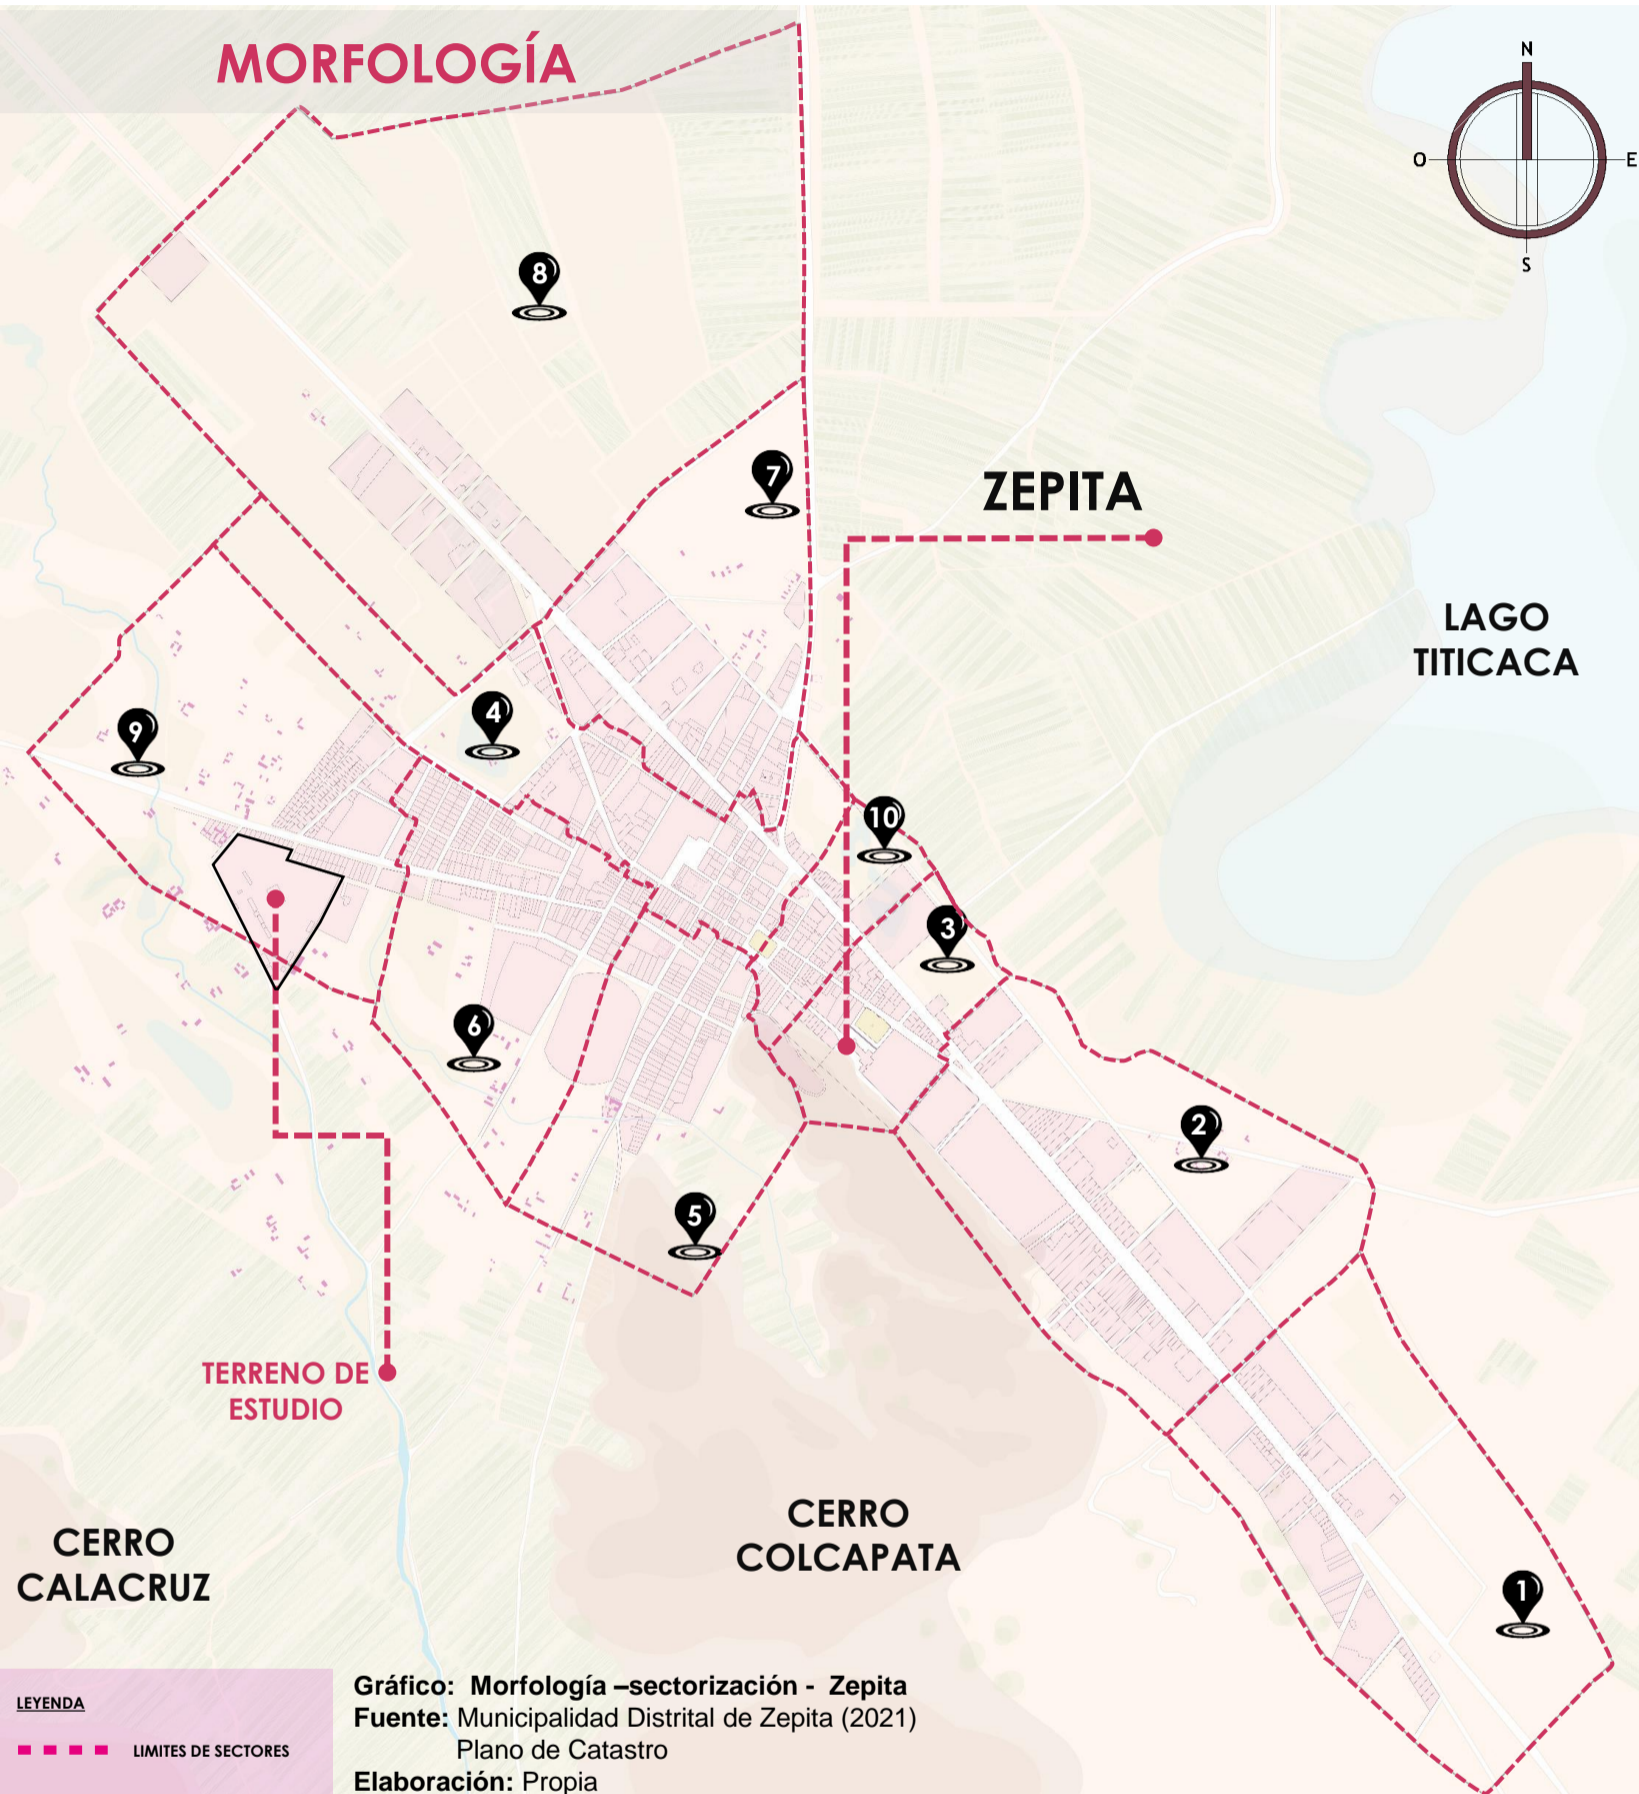 MORFOLOGÍA
N
O
E
S
8
7
ZEPITA
LAGO
TITICACA
4
9
10
3
6
2
5
TERRENO DE
ESTUDIO
CERRO
COLCAPATA
CERRO
CALACRUZ
1
LEYENDA
LIMITES DE SECTORES
Gráfico: Morfología –sectorización - Zepita
Fuente: Municipalidad Distrital de Zepita (2021)
Plano de Catastro
Elaboración: Propia